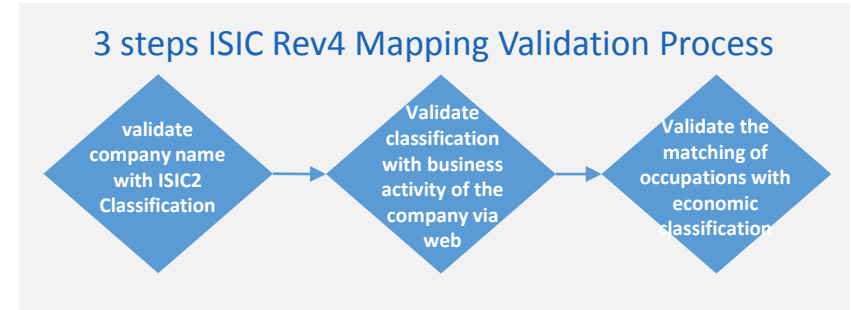 3 steps ISIC Rev4 Mapping Validation Process
validate
company name
with ISIC2
Classification
Validate
classification
with business
activity of the
company via
web
Validate the
matching of
occupations with
economic
classification